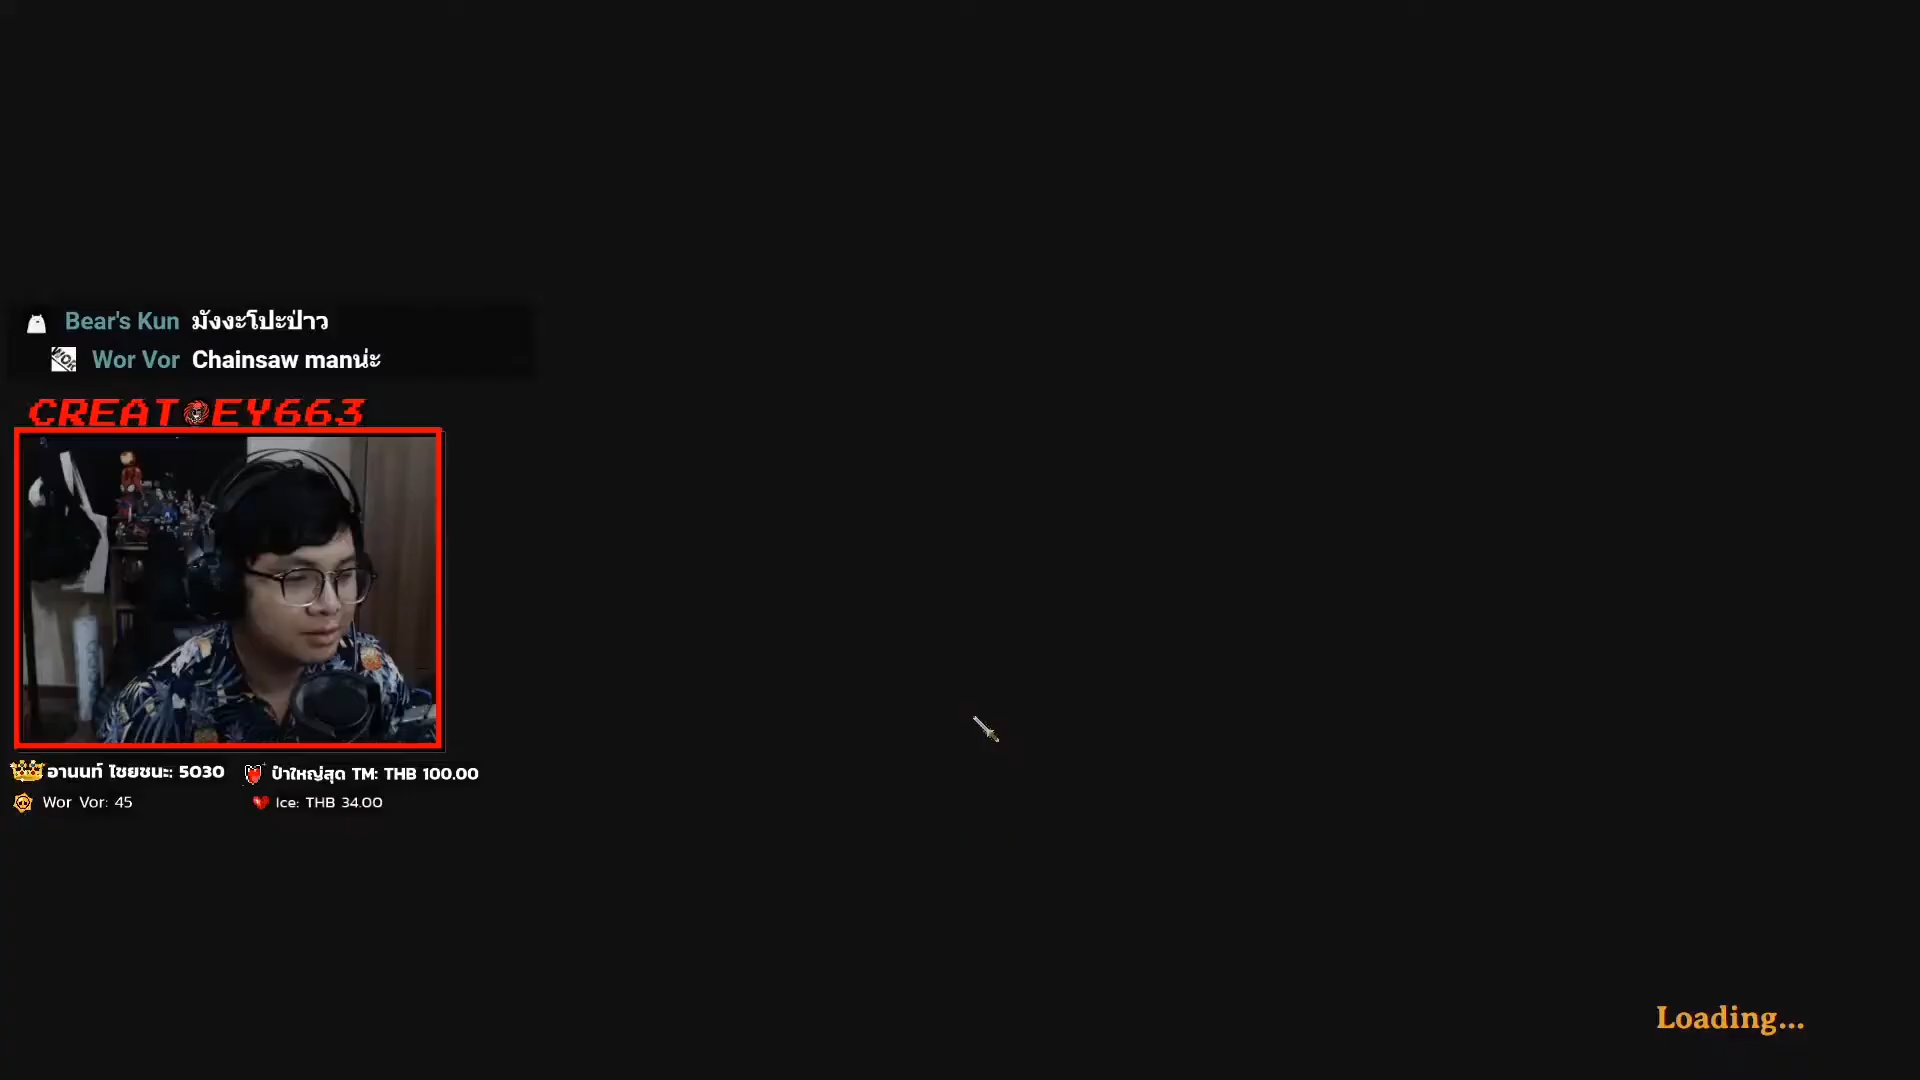 Bear's Kun มังงะโปะป่าว
Wor Vor Chainsaw manน่ะ
CREAT EY663
อานนท์ ไชยชนะ: 5030
ป๋าใหญ่สุด TM: THB 100.00
Wor Vor: 45
Ice: THB 34.00
Loading...